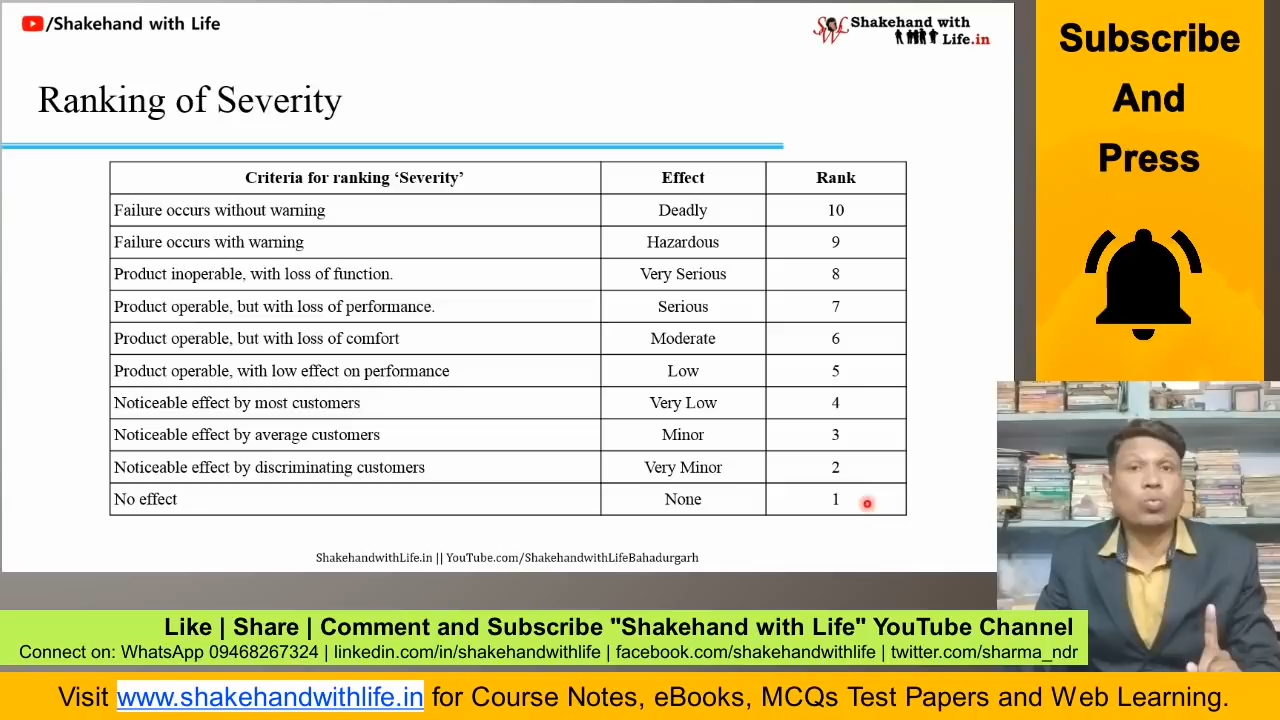 /Shakehand with Life
Shakehand with
Life.in
Subscribe
And
Press
Ranking of Severity
Criteria for ranking ‘Severity’ Effect Rank
Failure occurs without warning Deadly 10
Failure occurs with warning Hazardous 9
Product inoperable, with loss of function. Very Serious 8
Product operable, but with loss of performance. Serious 7
Product operable, but with loss of comfort Moderate 6
Product operable, with low effect on performance Low 5
Noticeable effect by most customers Very Low 4
Noticeable effect by average customers Minor 3
Noticeable effect by discriminating customers Very Minor 2
No effect None 1
ShakehandwithLife.in || YouTube.com/ShakehandwithLifeBahadurgarh
Like | Share | Comment and Subscribe "Shakehand with Life" YouTube Channel
Connect on: WhatsApp 09468267324 | linkedin.com/in/shakehandwithlife | facebook.com/shakehandwithlife | twitter.com/sharma_ndr
Visit www.shakehandwithlife.in for Course Notes, eBooks, MCQs Test Papers and Web Learning.